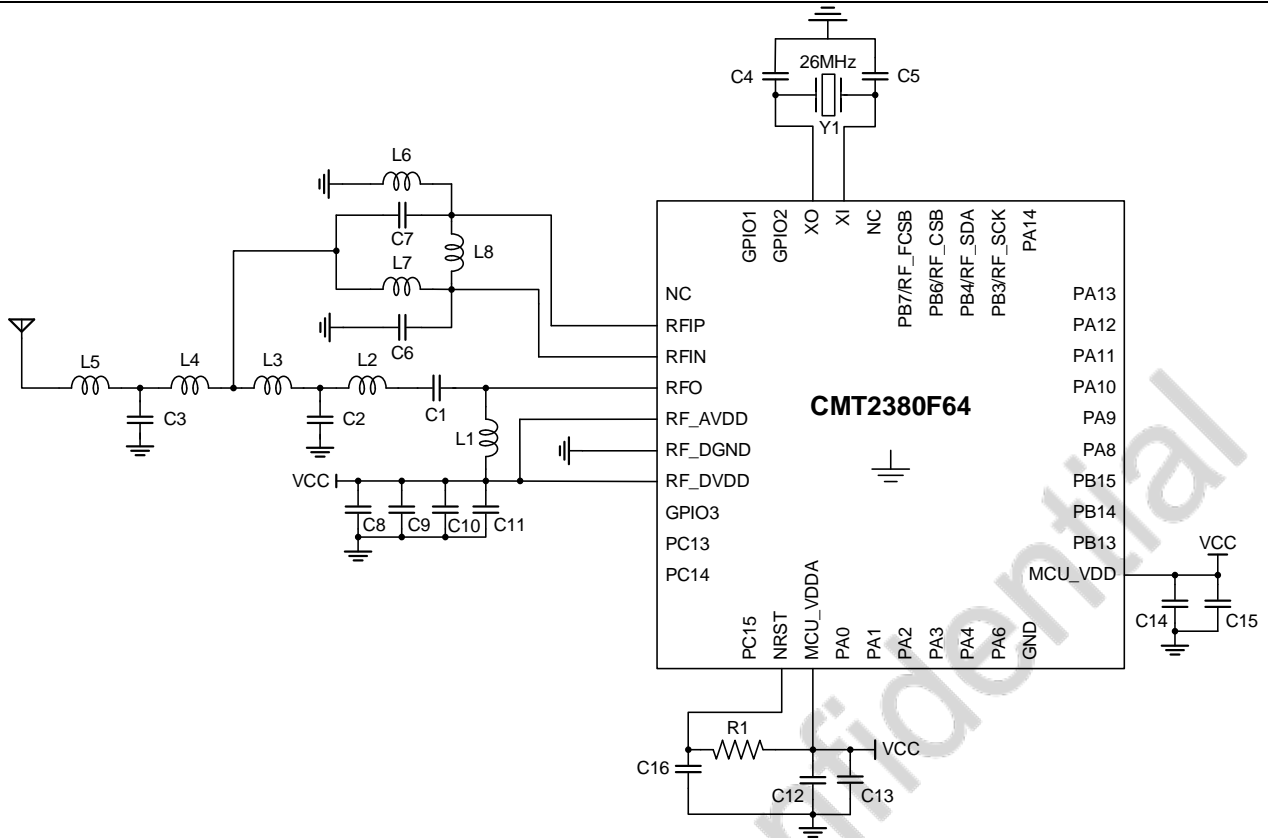 C4
26MHz
C5
Y1
L6
C7
L8
L7
C6
L5
L4
L3
L2
C3
C2
C1
L1
VCC
C8
C9
C10
C11
GPIO1
GPIO2
XO
XI
NC
PB7/RF_FCSB
PB6/RF_CSB
PB4/RF_SDA
PB3/RF_SCK
PA14
NC
RFIP
RFIN
RFO
RF_AVDD
RF_DGND
RF_DVDD
GPIO3
PC13
PC14
CMT2380F64
PA13
PA12
PA11
PA10
PA9
PA8
PB15
PB14
PB13
MCU_VDD
VCC
C14
C15
PC15
NRST
MCU_VDDA
PA0
PA1
PA2
PA3
PA4
PA6
GND
R1
VCC
C16
C12
C13
nfidential